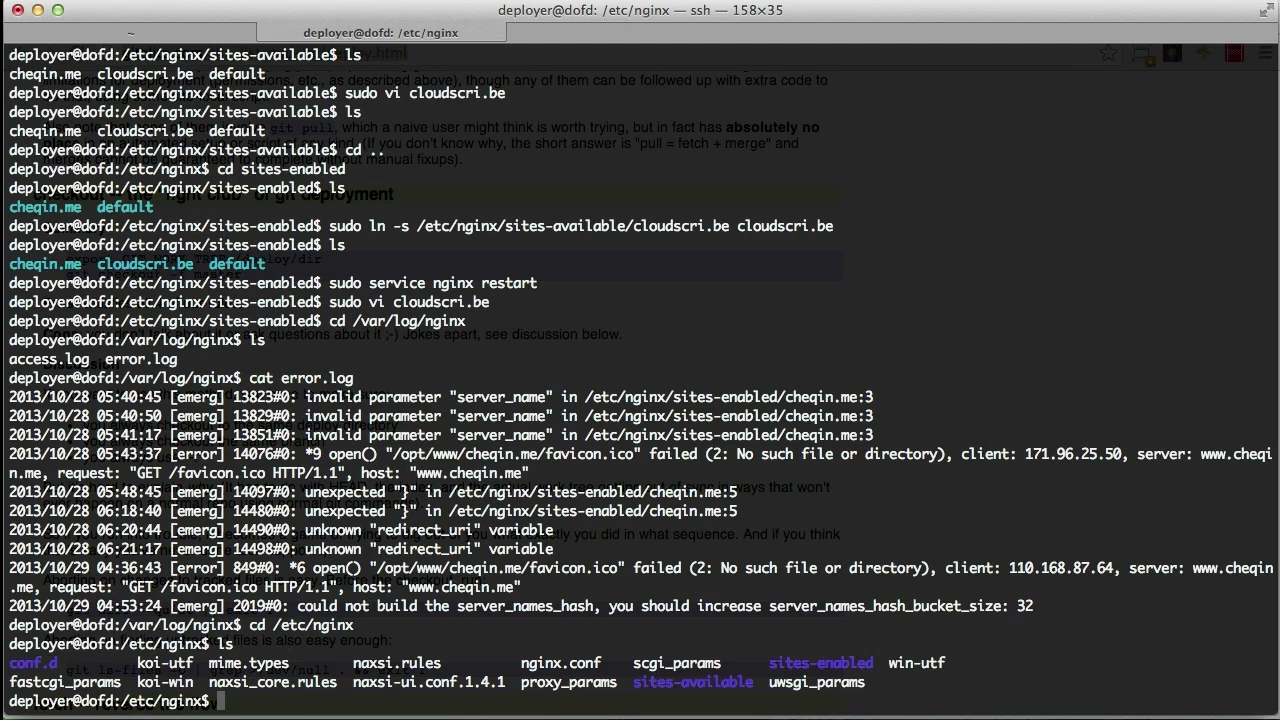 deployer@dofd: /etc/nginx — ssh — 158×35
~
deployer@dofd: /etc/nginx
deployer@dofd:/etc/nginx/sites-available$ ls
cheqin.me  cloudscri.be  default
deployer@dofd:/etc/nginx/sites-available$ sudo vi cloudscri.be
deployer@dofd:/etc/nginx/sites-available$ ls
cheqin.me  cloudscri.be  default
deployer@dofd:/etc/nginx/sites-available$ cd ..
deployer@dofd:/etc/nginx$ cd sites-enabled
deployer@dofd:/etc/nginx/sites-enabled$ ls
cheqin.me  default
deployer@dofd:/etc/nginx/sites-enabled$ sudo ln -s /etc/nginx/sites-available/cloudscri.be cloudscri.be
deployer@dofd:/etc/nginx/sites-enabled$ ls
cheqin.me  cloudscri.be  default
deployer@dofd:/etc/nginx/sites-enabled$ sudo service nginx restart
deployer@dofd:/etc/nginx/sites-enabled$ sudo vi cloudscri.be
deployer@dofd:/etc/nginx/sites-enabled$ cd /var/log/nginx
deployer@dofd:/var/log/nginx$ ls
access.log  error.log
deployer@dofd:/var/log/nginx$ cat error.log
2013/10/28 05:40:45 [emerg] 13823#0: invalid parameter "server_name" in /etc/nginx/sites-enabled/cheqin.me:3
2013/10/28 05:40:50 [emerg] 13829#0: invalid parameter "server_name" in /etc/nginx/sites-enabled/cheqin.me:3
2013/10/28 05:41:17 [emerg] 13851#0: invalid parameter "server_name" in /etc/nginx/sites-enabled/cheqin.me:3
2013/10/28 05:43:37 [error] 14076#0: *9 open() "/opt/www/cheqin.me/favicon.ico" failed (2: No such file or directory), client: 171.96.25.50, server: www.cheqi
n.me, request: "GET /favicon.ico HTTP/1.1", host: "www.cheqin.me"
2013/10/28 05:48:45 [emerg] 14097#0: unexpected "}" in /etc/nginx/sites-enabled/cheqin.me:5
2013/10/28 06:18:40 [emerg] 14480#0: unexpected "}" in /etc/nginx/sites-enabled/cheqin.me:5
2013/10/28 06:20:44 [emerg] 14490#0: unknown "redirect_uri" variable
2013/10/28 06:21:17 [emerg] 14498#0: unknown "redirect_uri" variable
2013/10/29 04:36:43 [error] 849#0: *6 open() "/opt/www/cheqin.me/favicon.ico" failed (2: No such file or directory), client: 110.168.87.64, server: www.cheqin
.me, request: "GET /favicon.ico HTTP/1.1", host: "www.cheqin.me"
2013/10/29 04:53:24 [emerg] 2019#0: could not build the server_names_hash, you should increase server_names_hash_bucket_size: 32
deployer@dofd:/var/log/nginx$ cd /etc/nginx
deployer@dofd:/etc/nginx$ ls
conf.d  koi-utf  mime.types  naxsi.rules  nginx.conf  scgi_params  sites-enabled  win-utf
fastcgi_params  koi-win  naxsi_core.rules  naxsi-ui.conf.1.4.1  proxy_params  sites-available  uwsgi_params
deployer@dofd:/etc/nginx$